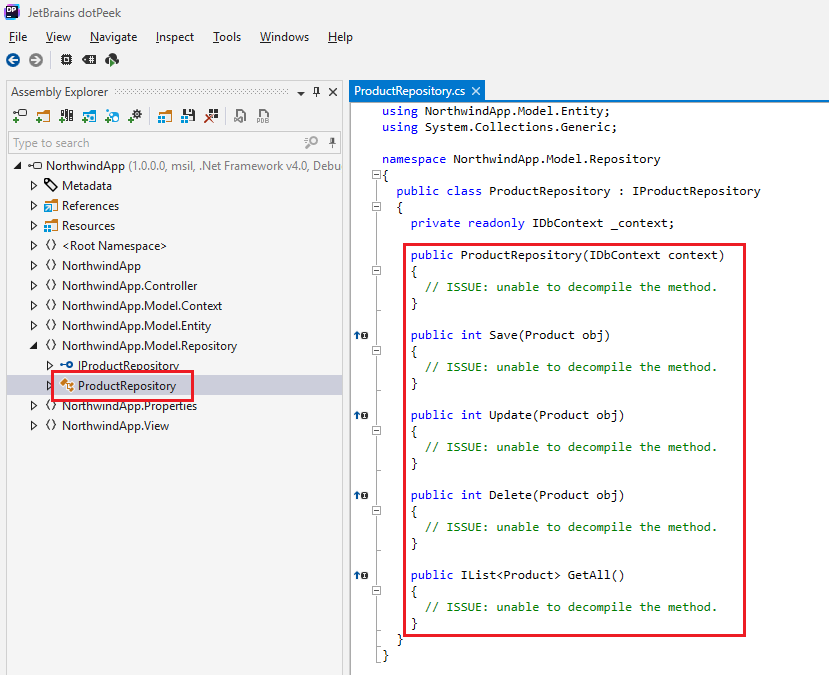 JetBrains dotPeek
File View Navigate Inspect Tools Windows Help
Assembly Explorer
Type to search
NorthwindApp (1.0.0.0, msil, .Net Framework v4.0, Debu
Metadata
References
Resources
<Root Namespace>
NorthwindApp
NorthwindApp.Controller
NorthwindApp.Model.Context
NorthwindApp.Model.Entity
NorthwindApp.Model.Repository
IProductRepository
ProductRepository
NorthwindApp.Properties
NorthwindApp.View
ProductRepository.cs
using NorthwindApp.Model.Entity;
using System.Collections.Generic;
namespace NorthwindApp.Model.Repository
{
public class ProductRepository : IProductRepository
{
private readonly IDbContext _context;
public ProductRepository(IDbContext context)
{
// ISSUE: unable to decompile the method.
}
public int Save(Product obj)
{
// ISSUE: unable to decompile the method.
}
public int Update(Product obj)
{
// ISSUE: unable to decompile the method.
}
public int Delete(Product obj)
{
// ISSUE: unable to decompile the method.
}
public IList<Product> GetAll()
{
// ISSUE: unable to decompile the method.
}
}
}